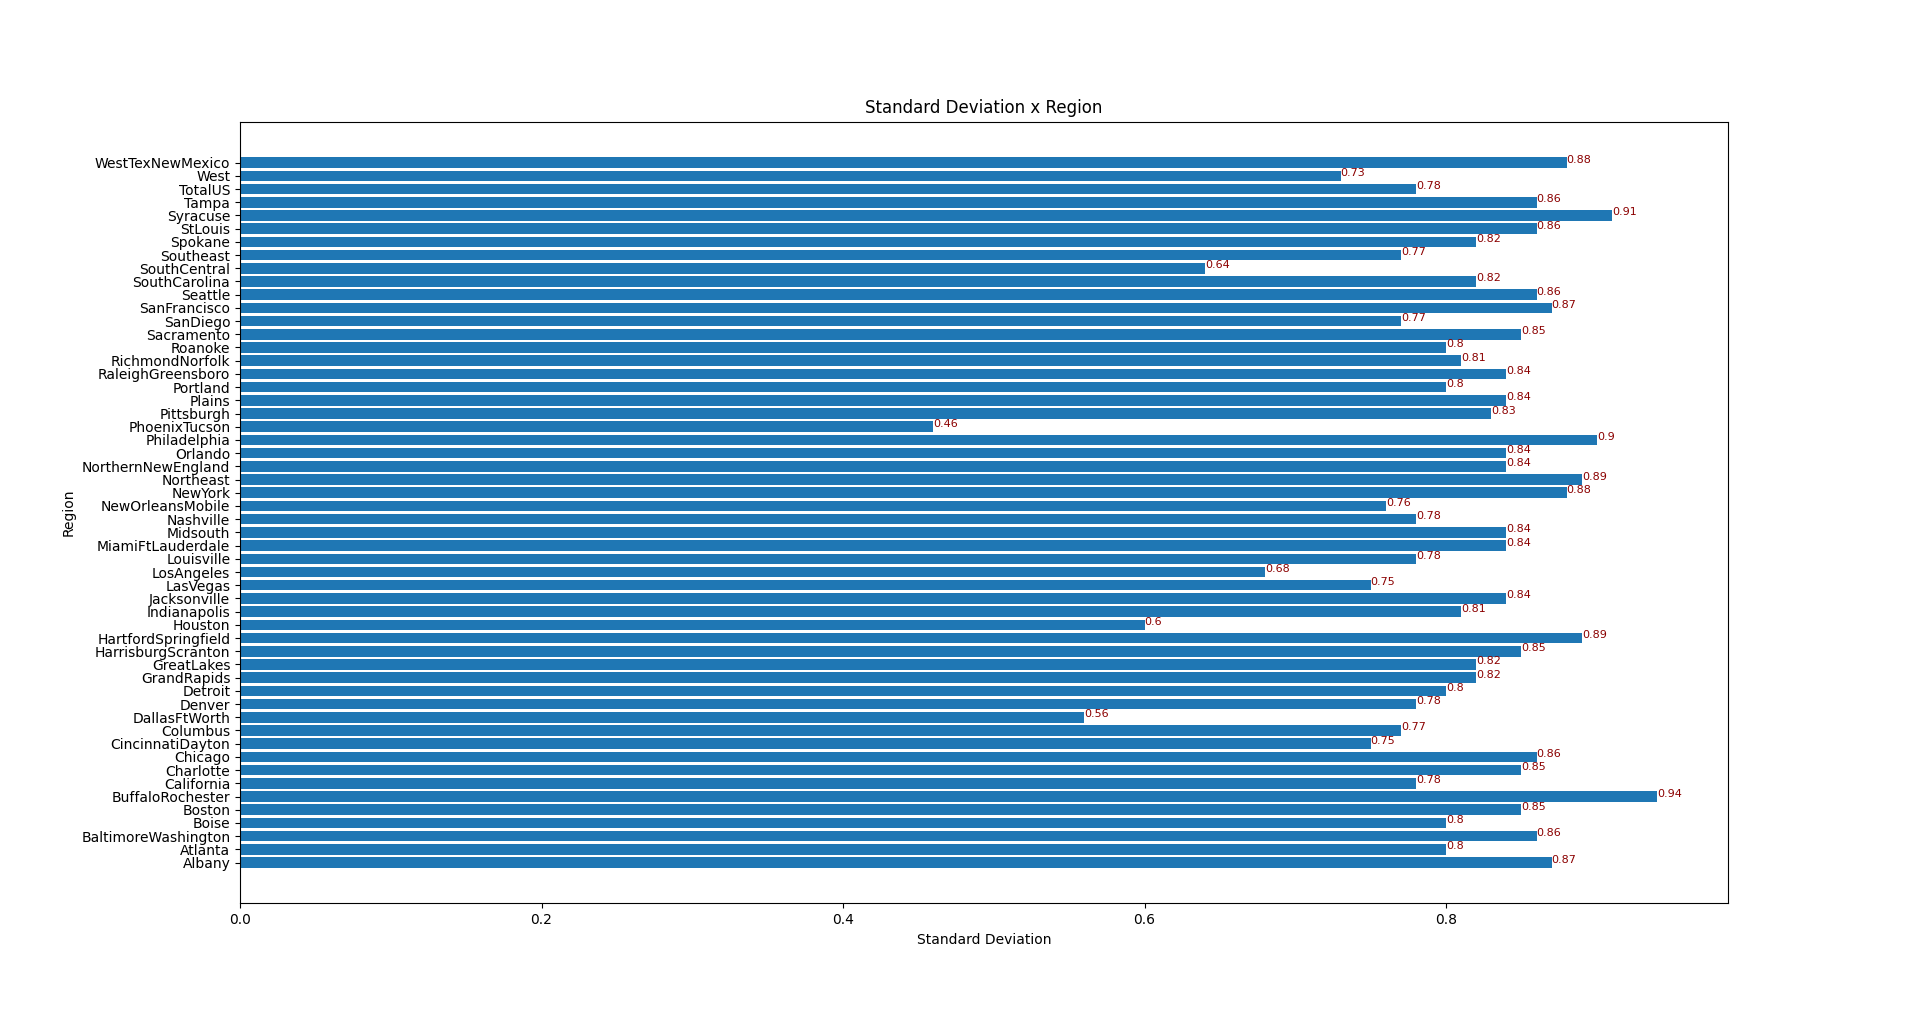 Standard Deviation x Region
WestTexNewMexico 0.88
West 0.73
TotalUS 0.78
Tampa 0.86
Syracuse 0.91
StLouis 0.86
Spokane 0.82
Southeast 0.77
SouthCentral 0.64
SouthCarolina 0.82
Seattle 0.86
SanFrancisco 0.87
SanDiego 0.77
Sacramento 0.85
Roanoke 0.8
RichmondNorfolk 0.81
RaleighGreensboro 0.84
Portland 0.8
Plains 0.84
Pittsburgh 0.83
PhoenixTucson 0.46
Philadelphia 0.9
Orlando 0.84
NorthernNewEngland 0.84
Northeast 0.89
NewYork 0.88
NewOrleansMobile 0.76
Nashville 0.78
Midsouth 0.84
MiamiFtLauderdale 0.84
Louisville 0.78
LosAngeles 0.68
LasVegas 0.75
Jacksonville 0.84
Indianapolis 0.81
Houston 0.6
HartfordSpringfield 0.89
HarrisburgScranton 0.85
GreatLakes 0.82
GrandRapids 0.82
Detroit 0.8
Denver 0.78
DallasFtWorth 0.56
Columbus 0.77
CincinnatiDayton 0.75
Chicago 0.86
Charlotte 0.85
California 0.78
BuffaloRochester 0.94
Boston 0.85
Boise 0.8
BaltimoreWashington 0.86
Atlanta 0.8
Albany 0.87
Region
0.0 0.2 0.4 0.6 0.8
Standard Deviation